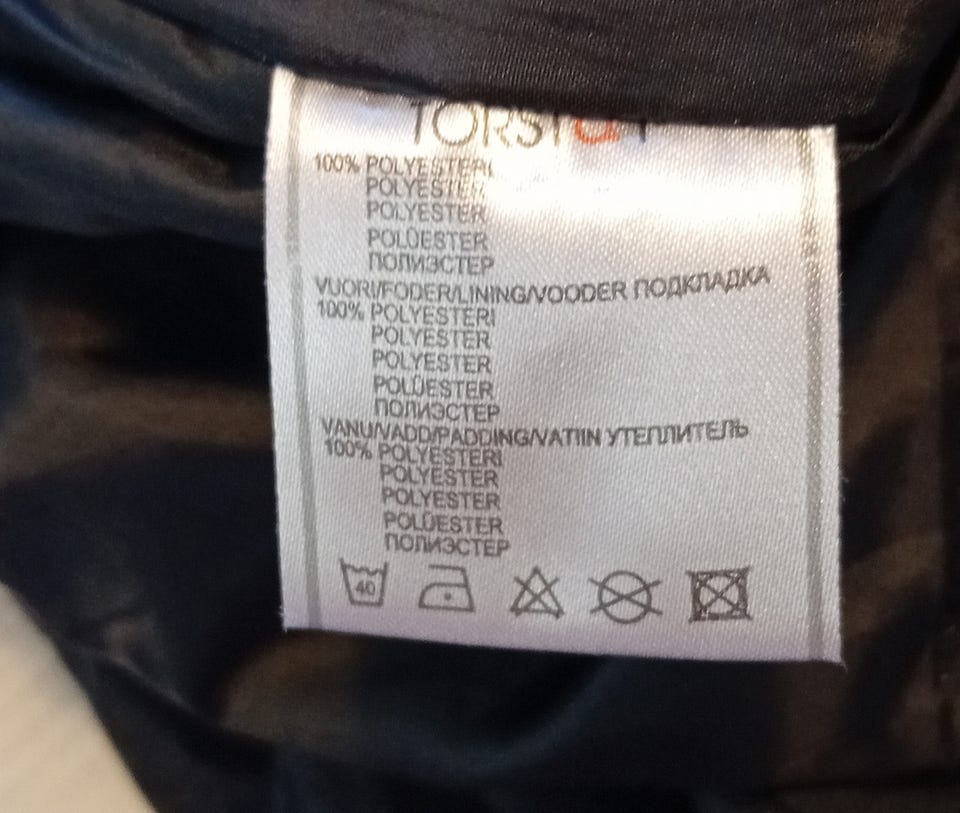 100% POLYESTERI
POLYESTER
POLYESTER
POLÜESTER
ПОЛИЭСТЕР
VUORI/FODER/LINING/VOODER ПОДКЛАДКА
100% POLYESTERI
POLYESTER
POLYESTER
POLÜESTER
ПОЛИЭСТЕР
VANU/VADD/PADDING/VATIIN УТЕПЛИТЕЛЬ
100% POLYESTERI
POLYESTER
POLYESTER
POLÜESTER
ПОЛИЭСТЕР
40